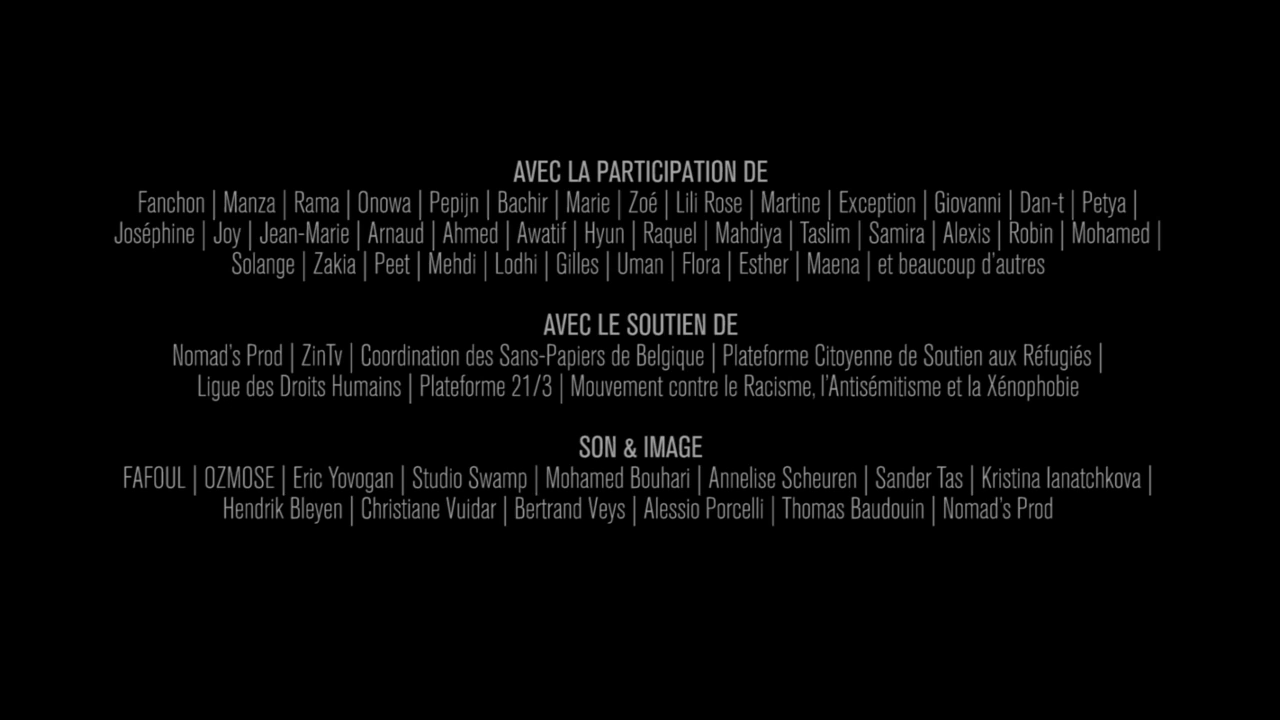 AVEC LA PARTICIPATION DE
Fanchon | Manza | Rama | Onowa | Pepijn | Bachir | Marie | Zoé | Lili Rose | Martine | Exception | Giovanni | Dan-t | Petya |
Joséphine | Joy | Jean-Marie | Arnaud | Ahmed | Awatif | Hyun | Raquel | Mahdiya | Taslim | Samira | Alexis | Robin | Mohamed |
Solange | Zakia | Peet | Mehdi | Lodhi | Gilles | Uman | Flora | Esther | Maena | et beaucoup d'autres
AVEC LE SOUTIEN DE
Nomad's Prod | ZinTv | Coordination des Sans-Papiers de Belgique | Plateforme Citoyenne de Soutien aux Réfugiés |
Ligue des Droits Humains | Plateforme 21/3 | Mouvement contre le Racisme, l'Antisémitisme et la Xénophobie
SON & IMAGE
FAFOUL | OZMOSE | Eric Yovogan | Studio Swamp | Mohamed Bouhari | Annelise Scheuren | Sander Tas | Kristina Ianatchkova |
Hendrik Bleyen | Christiane Vuidar | Bertrand Veys | Alessio Porcelli | Thomas Baudouin | Nomad's Prod